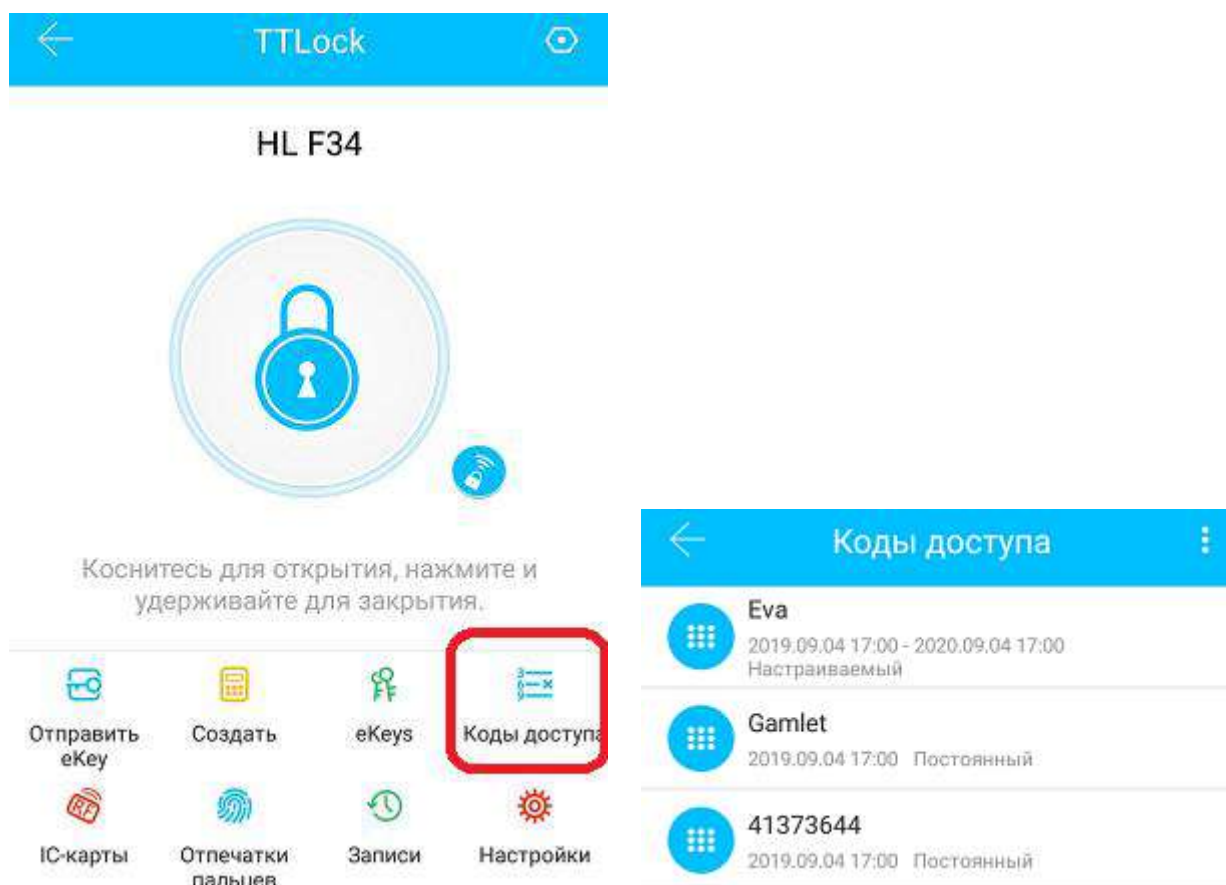 TTLock
HL F34
Коснитесь для открытия, нажмите и
удерживайте для закрытия.
Отправить
eKey
Создать
eKeys
Коды доступа
IC-карты
Отпечатки
пальцев
Записи
Настройки
Коды доступа
Eva
2019.09.04 17:00 - 2020.09.04 17:00
Настраиваемый
Gamlet
2019.09.04 17:00 Постоянный
41373644
2019.09.04 17:00 Постоянный